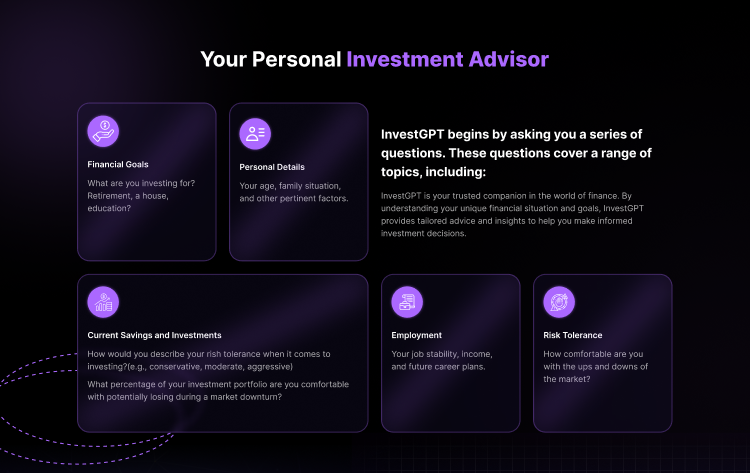 Your Personal Investment Advisor
Financial Goals
What are you investing for?
Retirement, a house,
education?
Personal Details
Your age, family situation,
and other pertinent factors.
InvestGPT begins by asking you a series of
questions. These questions cover a range of
topics, including:
InvestGPT is your trusted companion in the world of finance. By
understanding your unique financial situation and goals, InvestGPT
provides tailored advice and insights to help you make informed
investment decisions.
Current Savings and Investments
How would you describe your rish tolerance when it comes to
investing?(e.g., conservative, moderate, aggressive)
What percentage of your investment portfolio are you comfortable
with potentially losing during a market downturn?
Employment
Your job stability, income,
and future career plans.
Risk Tolerance
How comfortable are you
with the ups and downs of
the market?